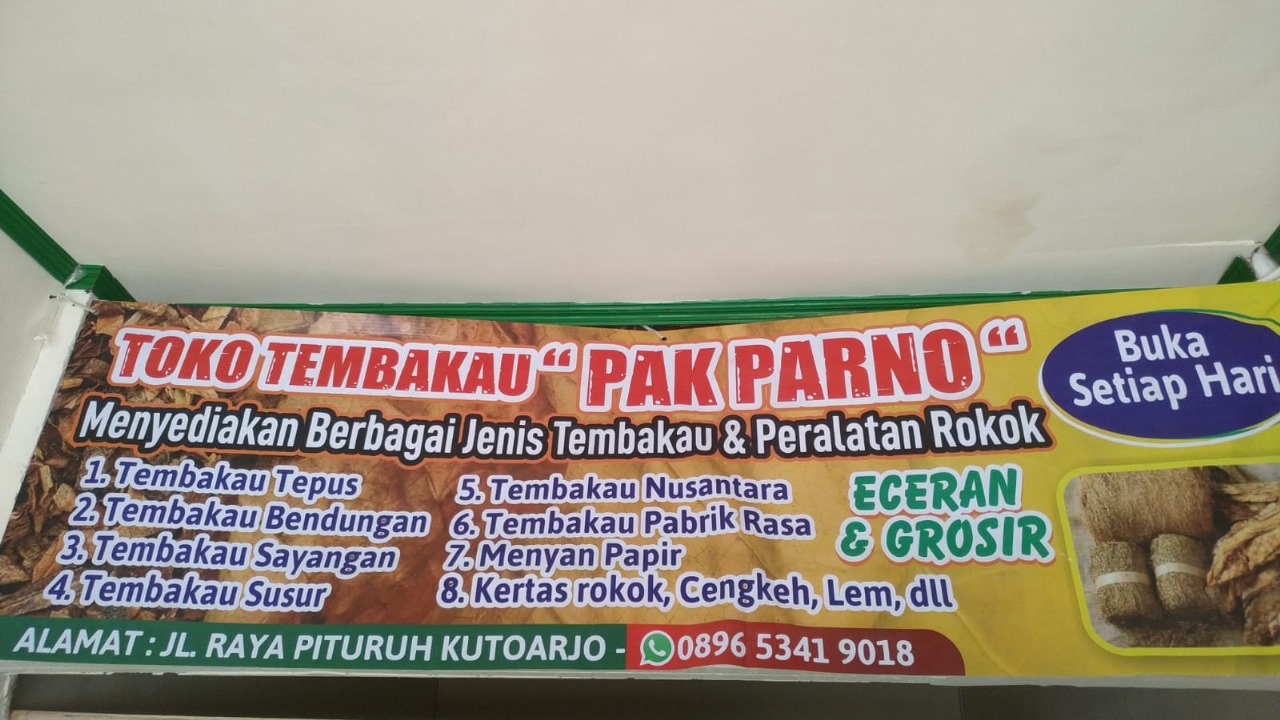 TOKO TEMBAKAU “ PAK PARNO “
Buka
Setiap Hari
Menyediakan Berbagai Jenis Tembakau & Peralatan Rokok
1. Tembakau Tepus
2. Tembakau Bendungan
3. Tembakau Sayangan
4. Tembakau Susur
5. Tembakau Nusantara
6. Tembakau Pabrik Rasa
7. Menyan Papir
8. Kertas rokok, Cengkeh, Lem, dll
ECERAN
& GROSIR
ALAMAT : JL. RAYA PITURUH KUTOARJO - 0896 5341 9018